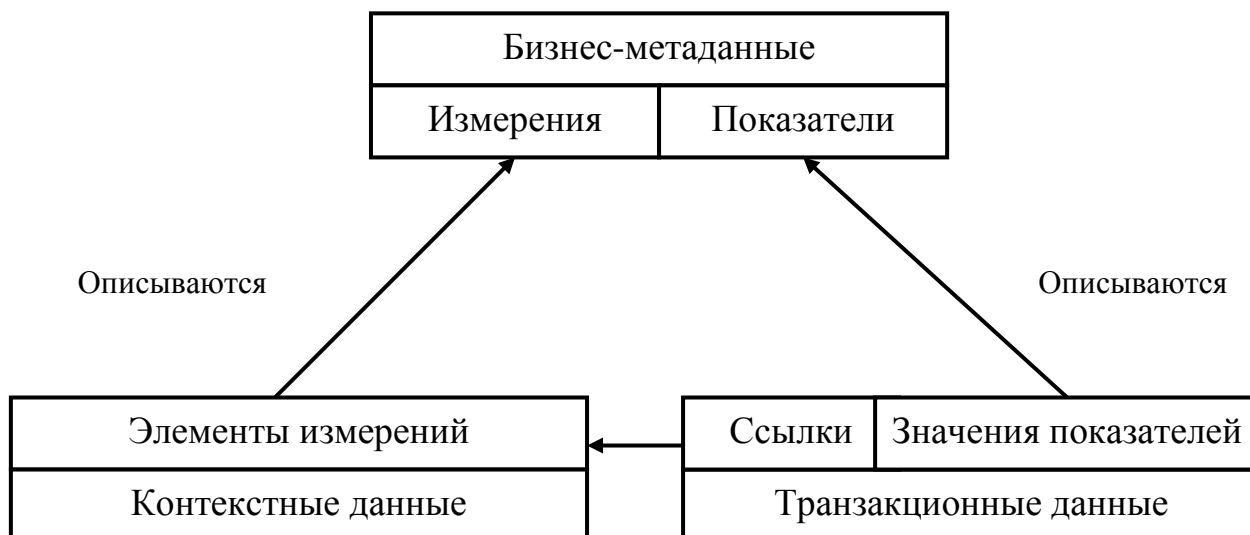 Бизнес-метаданные
Измерения Показатели
Описываются Описываются
Элементы измерений Ссылки Значения показателей
Контекстные данные Транзакционные данные